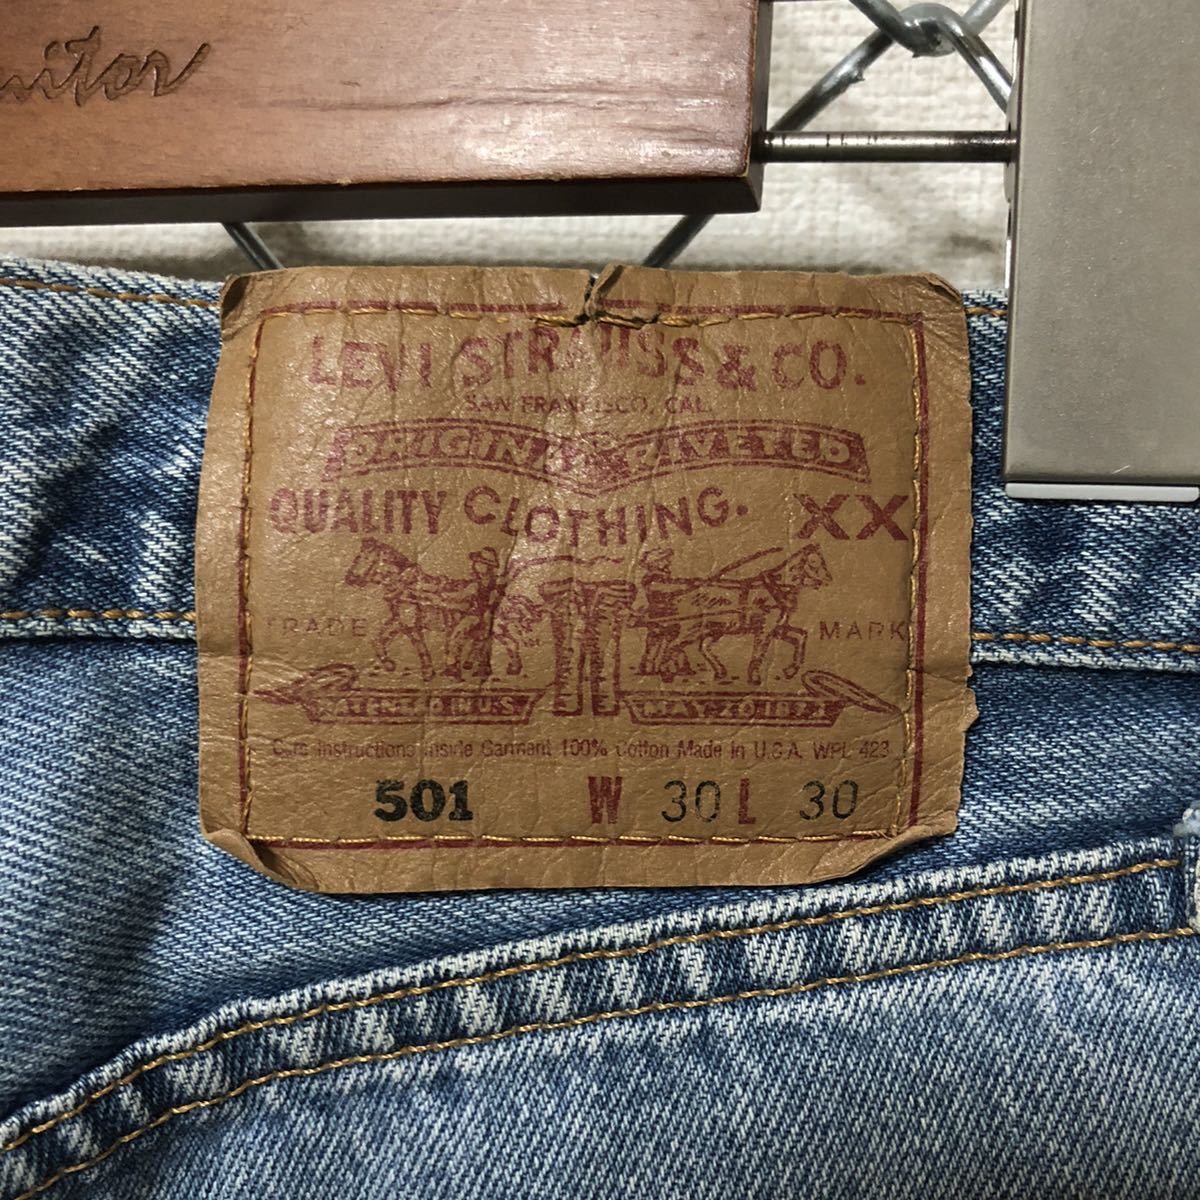 LEVI STRAUSS & CO.
SAN FRANCISCO, CAL.
ORIGINAL RIVETED
QUALITY CLOTHING. XX
TRADE MARK
PATENTED IN U.S. MAY 20 1873
Care Instructions Inside Garment 100% Cotton Made in U.S.A. WPL 423
501 W 30 L 30